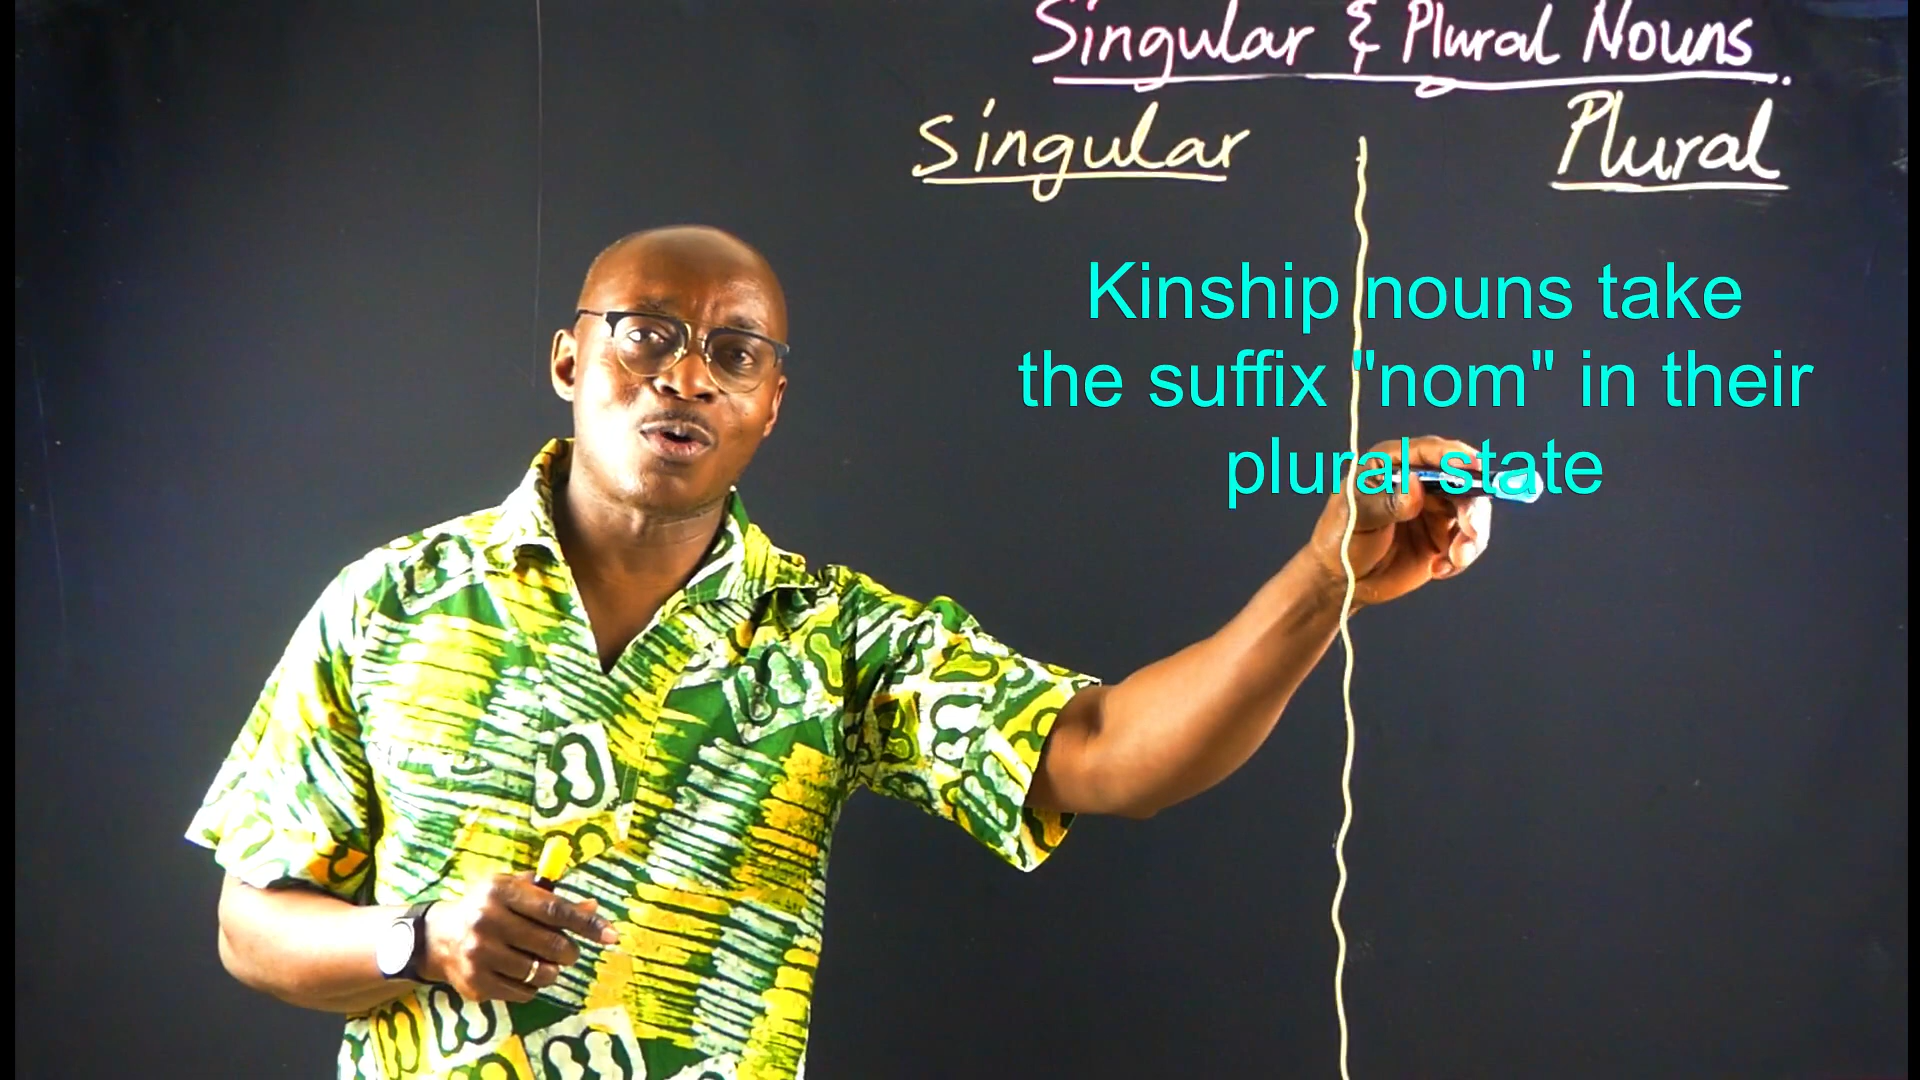 Singular & Plural Nouns
Singular
Plural
Kinship nouns take
the suffix "nom" in their
plural state